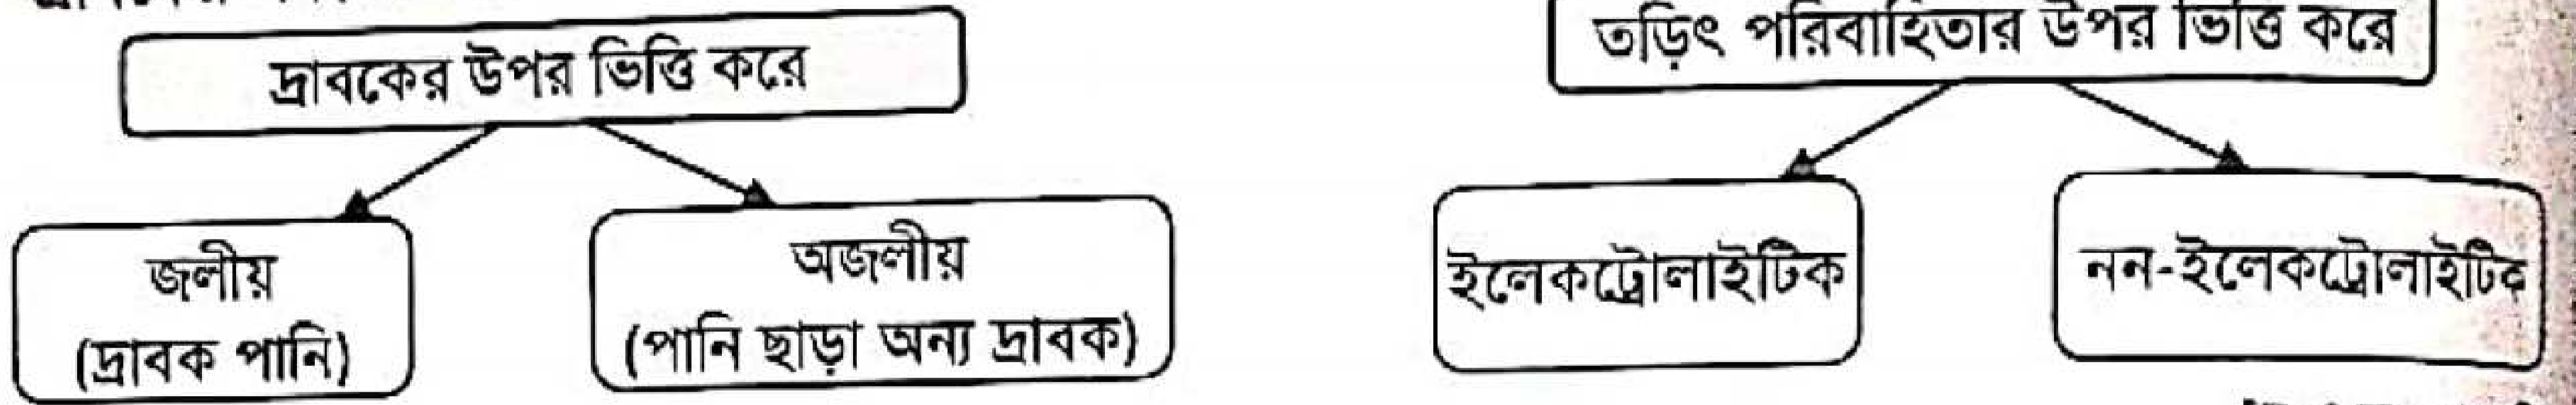 দ্রাবকের উপর ভিত্তি করে
জলীয়
(দ্রাবক পানি)
অজলীয়
(পানি ছাড়া অন্য দ্রাবক)
তড়িৎ পরিবাহিতার উপর ভিত্তি করে
ইলেকট্রোলাইটিক
নন-ইলেকট্রোলাইটিক